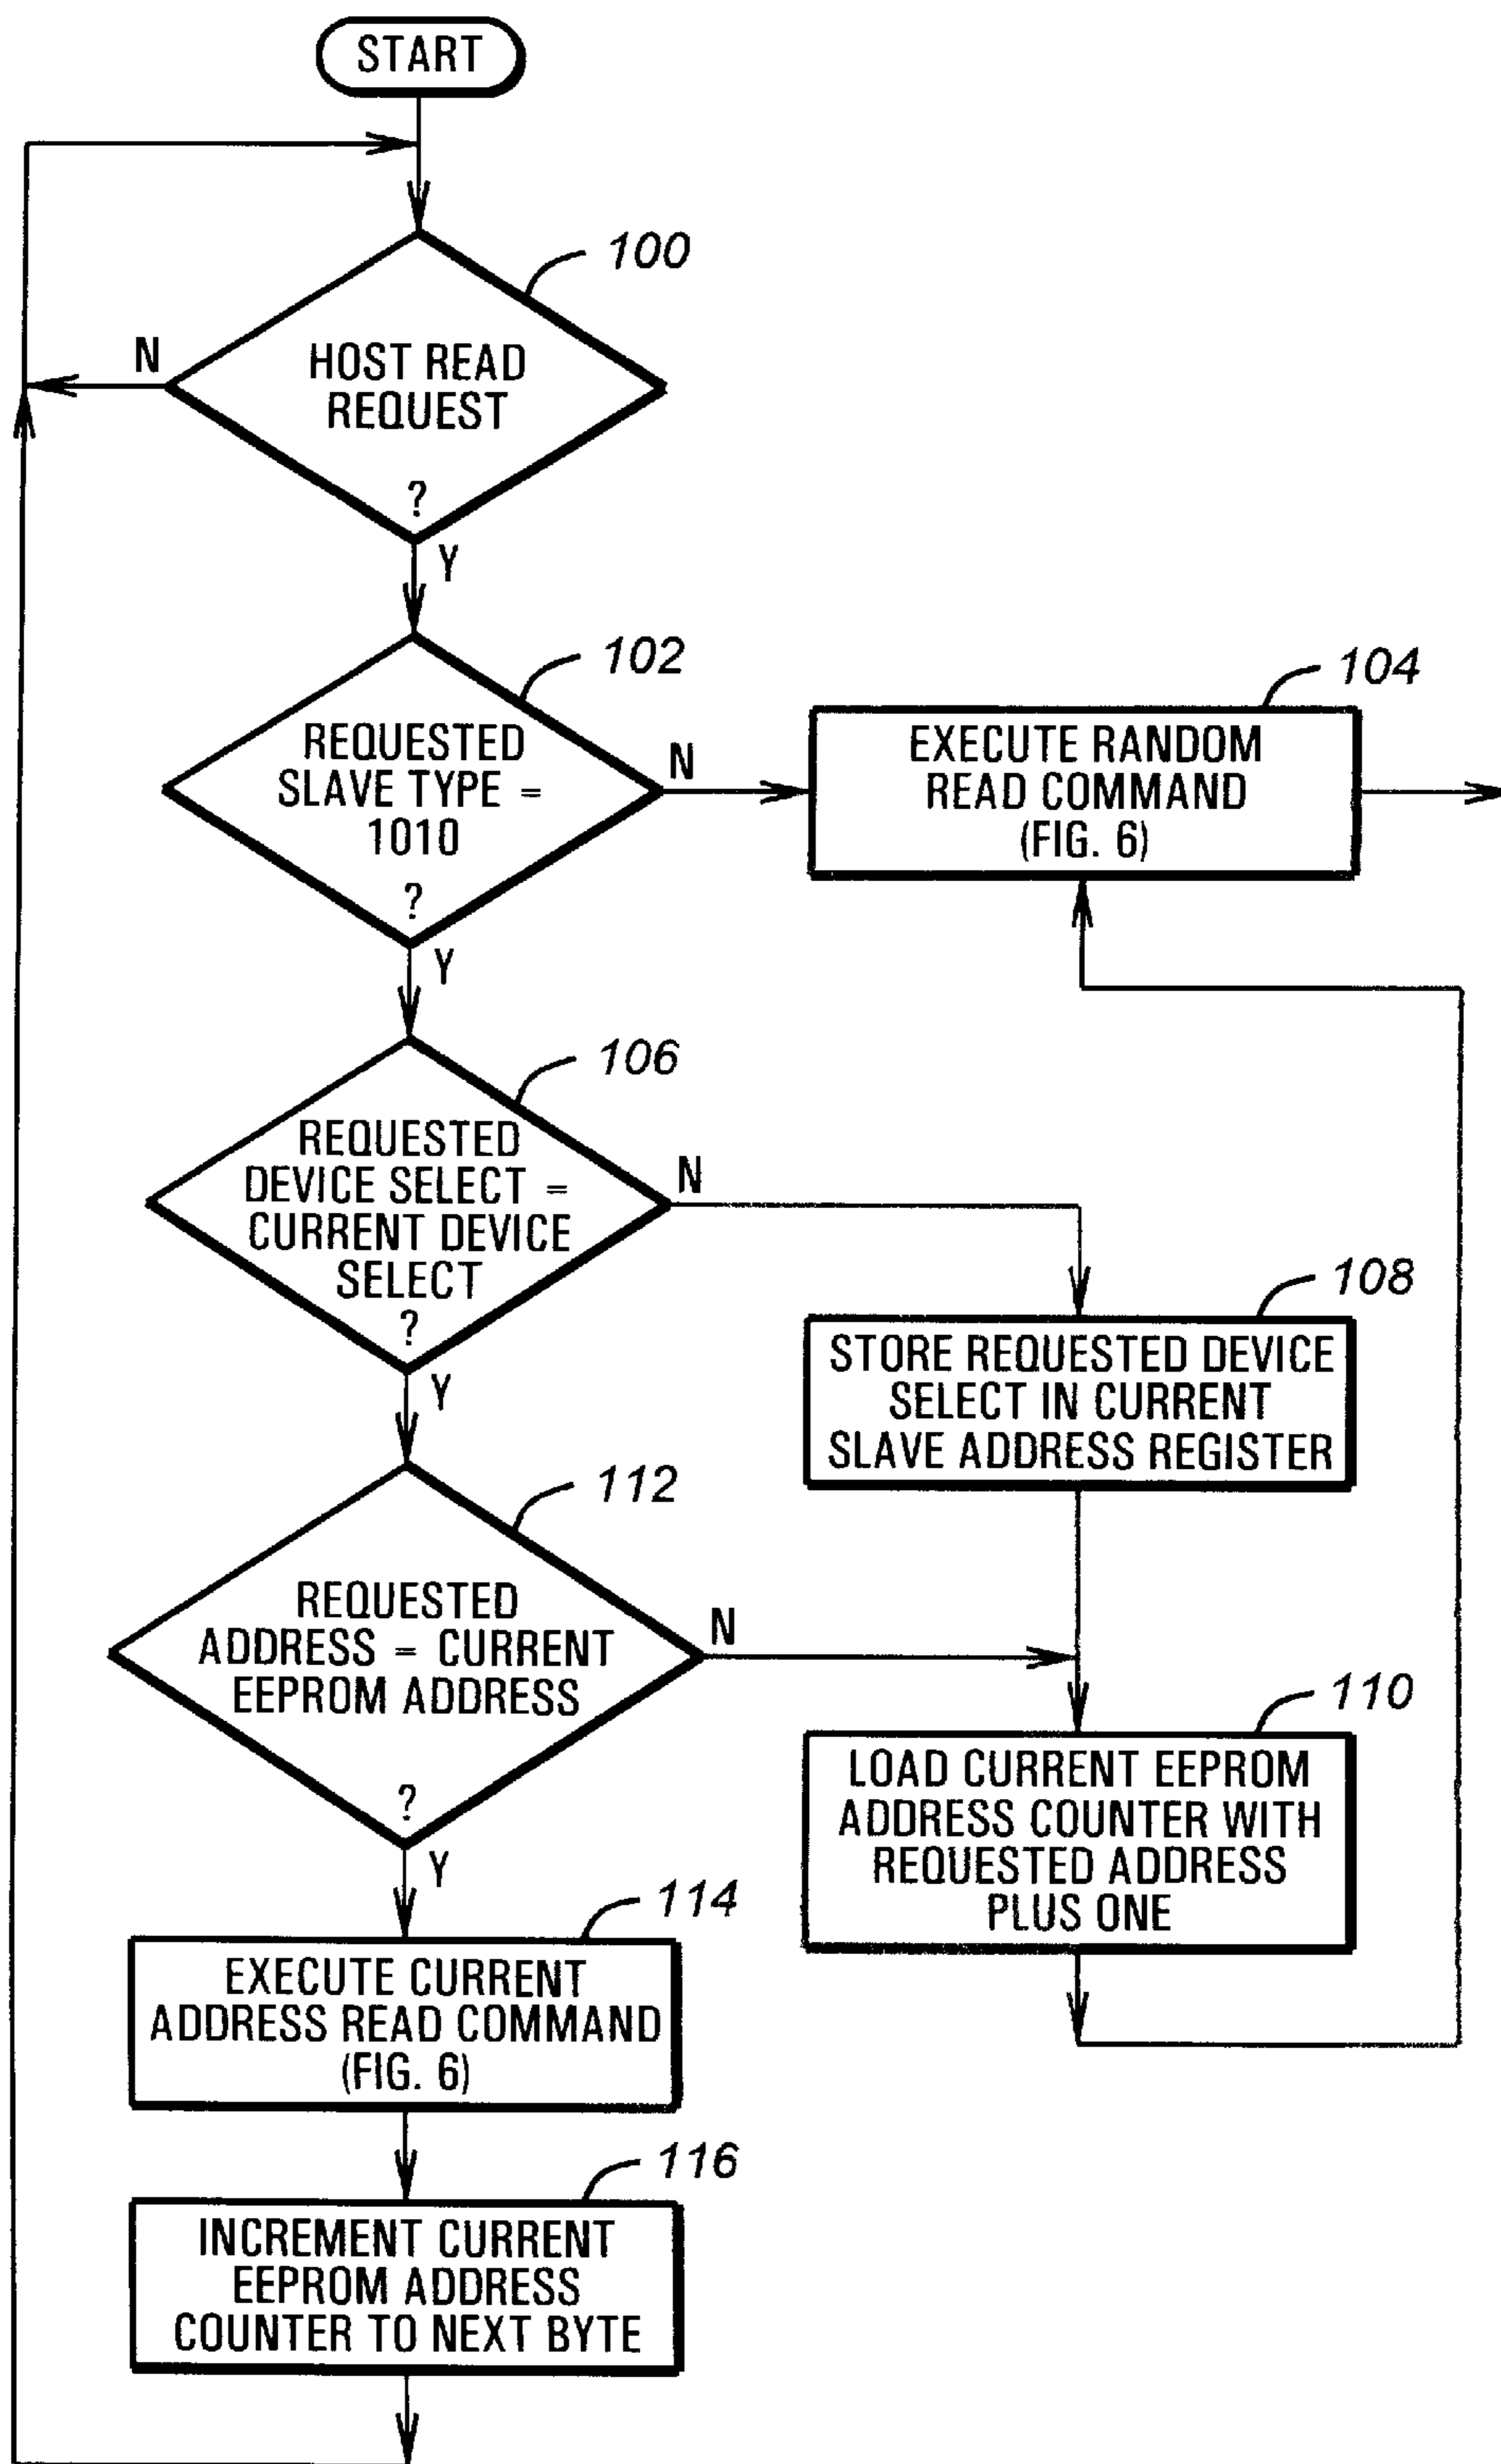 START
100
HOST READ
REQUEST
?
N
Y
102
REQUESTED
SLAVE TYPE =
1010
?
N
Y
104
EXECUTE RANDOM
READ COMMAND
(FIG. 6)
106
REQUESTED
DEVICE SELECT =
CURRENT DEVICE
SELECT
?
N
Y
108
STORE REQUESTED DEVICE
SELECT IN CURRENT
SLAVE ADDRESS REGISTER
112
REQUESTED
ADDRESS = CURRENT
EEPROM ADDRESS
?
N
Y
110
LOAD CURRENT EEPROM
ADDRESS COUNTER WITH
REQUESTED ADDRESS
PLUS ONE
114
EXECUTE CURRENT
ADDRESS READ COMMAND
(FIG. 6)
116
INCREMENT CURRENT
EEPROM ADDRESS
COUNTER TO NEXT BYTE